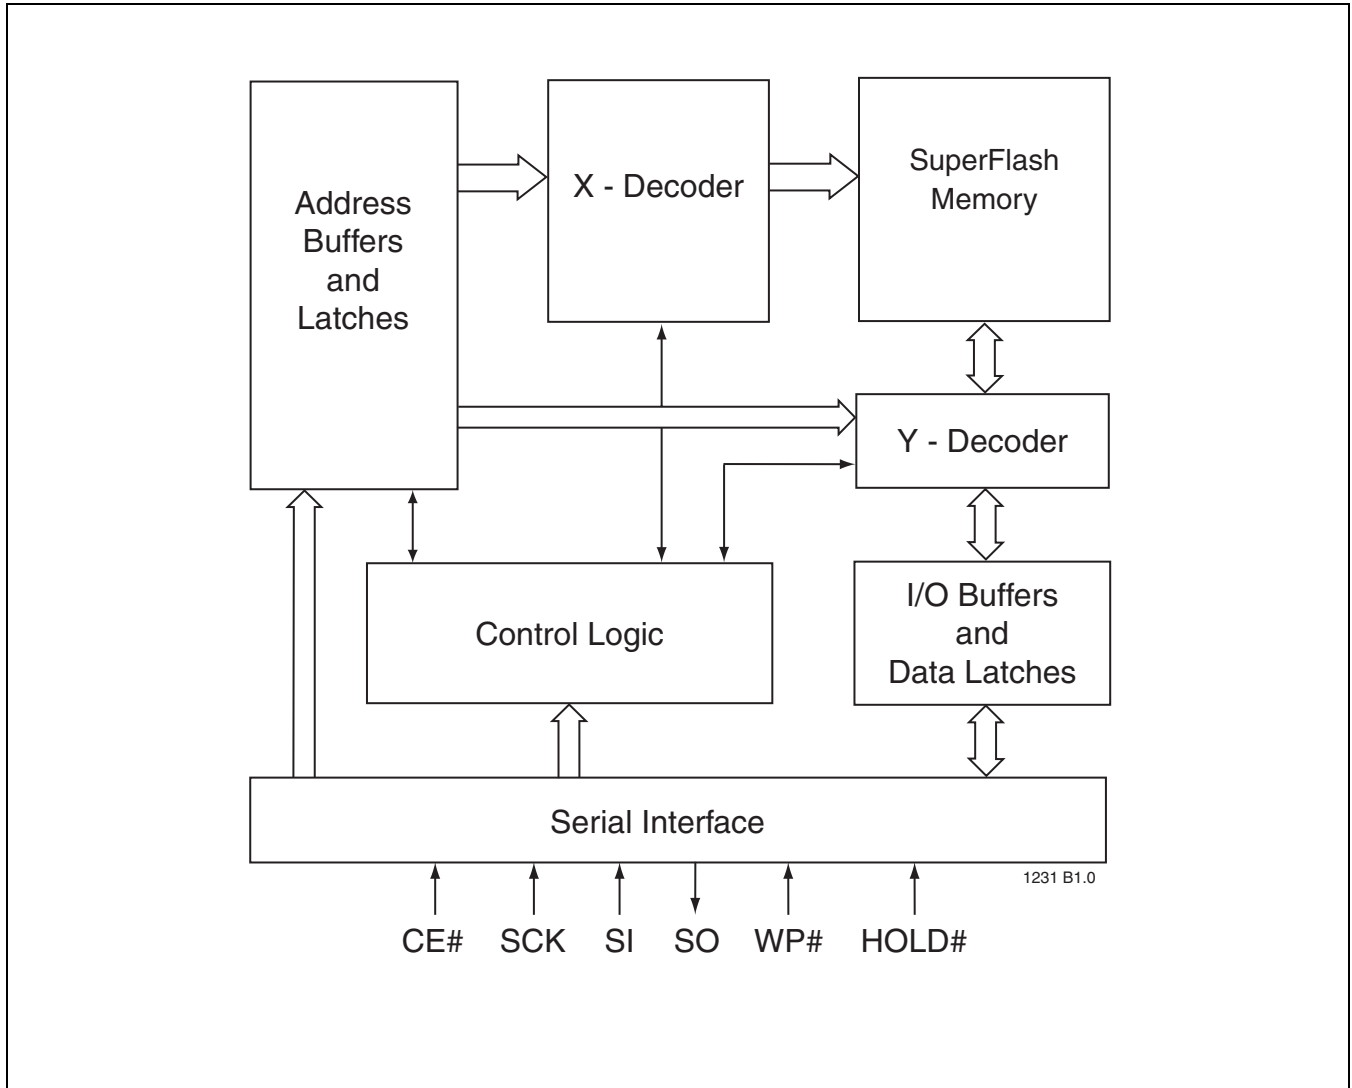 Address
Buffers
and
Latches
X - Decoder
SuperFlash
Memory
Y - Decoder
Control Logic
I/O Buffers
and
Data Latches
Serial Interface
1231 B1.0
CE# SCK SI SO WP# HOLD#